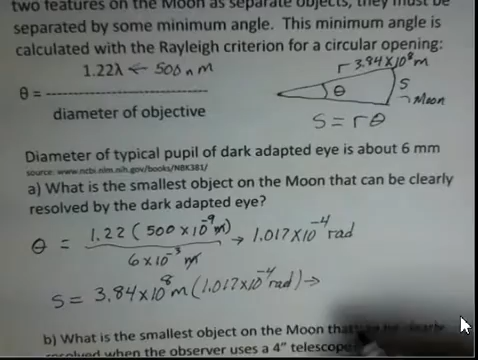 two features on the Moon as separate objects, they must be
separated by some minimum angle. This minimum angle is
calculated with the Rayleigh criterion for a circular opening:
1.22λ ← 500 n m
r 3.84 x 10⁸ m
θ = --------------------------------
θ
S
Moon
diameter of objective
S = r θ
Diameter of typical pupil of dark adapted eye is about 6 mm
source: www.ncbi.nlm.nih.gov/books/NBK381/
a) What is the smallest object on the Moon that can be clearly
resolved by the dark adapted eye?
θ = 1.22 ( 500 x 10⁻⁹ m) / 6 x 10⁻³ m → 1.017 x 10⁻⁴ rad
S = 3.84 x 10⁸ m ( 1.017 x 10⁻⁴ rad ) →
b) What is the smallest object on the Moon that can be clearly
resolved when the observer uses a 4" telescope